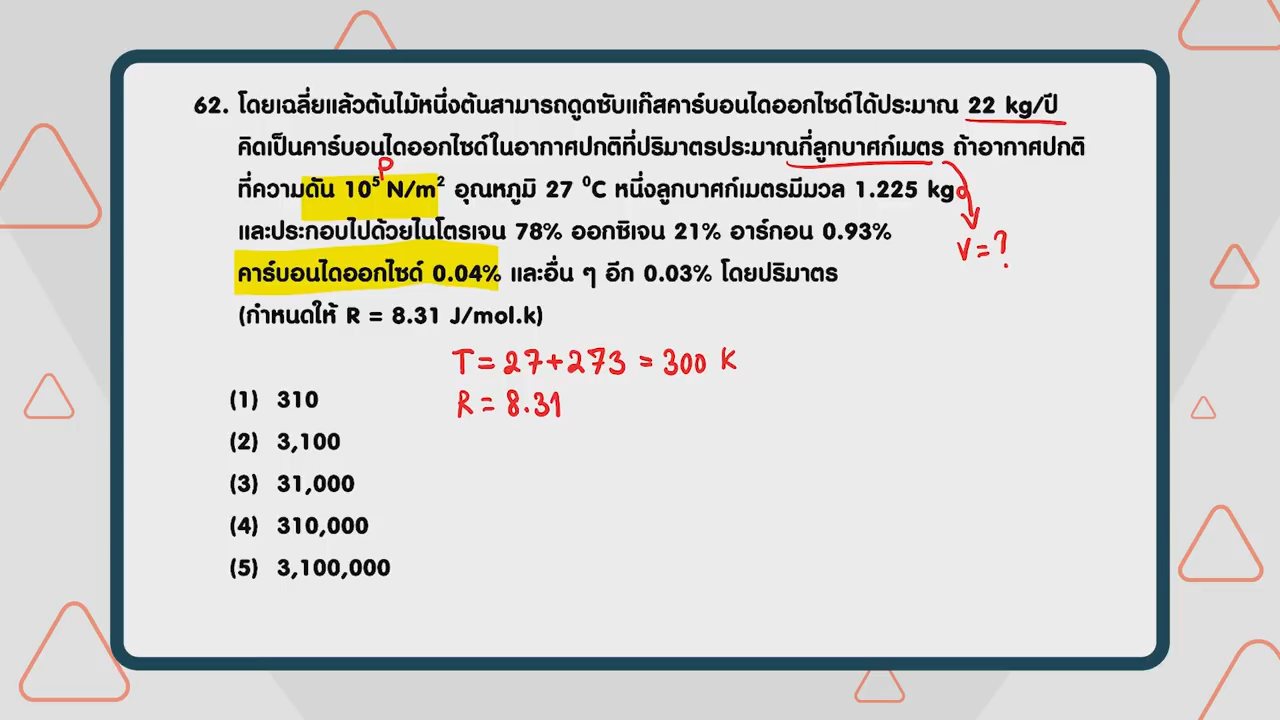 62. โดยเฉลี่ยแล้วต้นไม้หนึ่งต้นสามารถดูดซับแก๊สคาร์บอนไดออกไซด์ได้ประมาณ 22 kg/ปี
คิดเป็นคาร์บอนไดออกไซด์ในอากาศปกติที่ปริมาตรประมาณกี่ลูกบาศก์เมตร ถ้าอากาศปกติ
P
ที่ความดัน 10⁵ N/m² อุณหภูมิ 27 ⁰C หนึ่งลูกบาศก์เมตรมีมวล 1.225 kg
และประกอบไปด้วยไนโตรเจน 78% ออกซิเจน 21% อาร์กอน 0.93%
V = ?
คาร์บอนไดออกไซด์ 0.04% และอื่น ๆ อีก 0.03% โดยปริมาตร
(กำหนดให้ R = 8.31 J/mol.k)
T = 27 + 273 = 300 K
(1) 310
R = 8.31
(2) 3,100
(3) 31,000
(4) 310,000
(5) 3,100,000